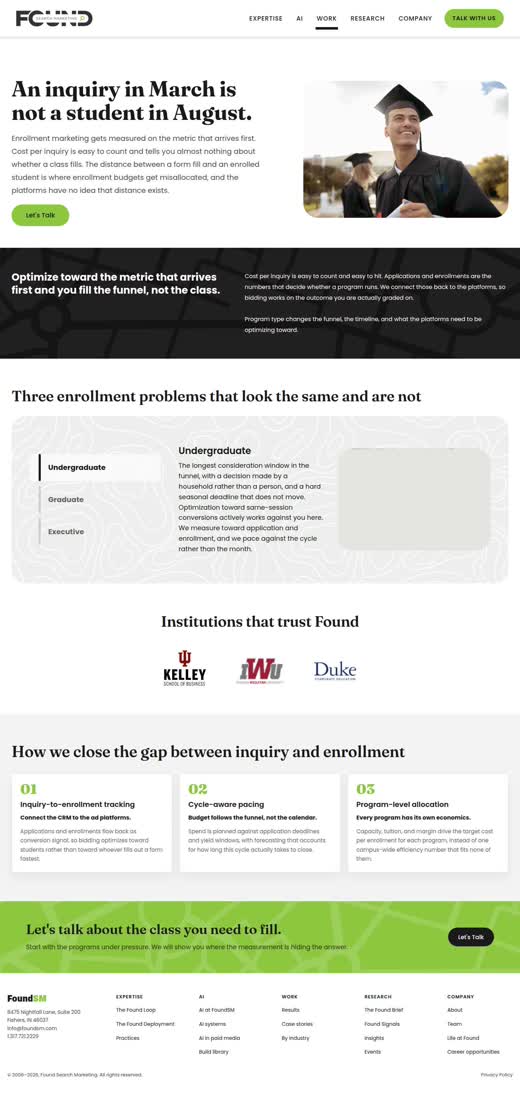 FOUND
SEARCH MARKETING
EXPERTISE
AI
WORK
RESEARCH
COMPANY
TALK WITH US
An inquiry in March is
not a student in August.
Enrollment marketing gets measured on the metric that arrives first.
Cost per inquiry is easy to count and tells you almost nothing about
whether a class fills. The distance between a form fill and an enrolled
student is where enrollment budgets get misallocated, and the
platforms have no idea that distance exists.
Let's Talk
Optimize toward the metric that arrives
first and you fill the funnel, not the class.
Cost per inquiry is easy to count and easy to hit. Applications and enrollments are the
numbers that decide whether a program runs. We connect those back to the platforms, so
bidding works on the outcome you are actually graded on.
Program type changes the funnel, the timeline, and what the platforms need to be
optimizing toward.
Three enrollment problems that look the same and are not
Undergraduate
Graduate
Executive
Undergraduate
The longest consideration window in the
funnel, with a decision made by a
household rather than a person, and a hard
seasonal deadline that does not move.
Optimization toward same-session
conversions actively works against you here.
We measure toward application and
enrollment, and we pace against the cycle
rather than the month.
Institutions that trust Found
KELLEY
SCHOOL OF BUSINESS
IWU
INDIANA WESLEYAN UNIVERSITY
Duke
CORPORATE EDUCATION
How we close the gap between inquiry and enrollment
01
Inquiry-to-enrollment tracking
Connect the CRM to the ad platforms.
Applications and enrollments flow back as
conversion signal, so bidding optimizes toward
students rather than toward whoever fills out a form
fastest.
02
Cycle-aware pacing
Budget follows the funnel, not the calendar.
Spend is planned against application deadlines
and yield windows, with forecasting that accounts
for how long this cycle actually takes to close.
03
Program-level allocation
Every program has its own economics.
Capacity, tuition, and margin drive the target cost
per enrollment for each program, instead of one
campus-wide efficiency number that fits none of
them.
Let's talk about the class you need to fill.
Start with the programs under pressure. We will show you where the measurement is hiding the answer.
Let's Talk
FoundSM
8475 Nightfall Lane, Suite 200
Fishers, IN 46037
info@foundsm.com
1.317.721.2229
EXPERTISE
The Found Loop
The Found Deployment
Practices
AI
AI at FoundSM
AI systems
AI in paid media
Build library
WORK
Results
Case stories
By industry
RESEARCH
The Found Brief
Found Signals
Insights
Events
COMPANY
About
Team
Life at Found
Career opportunities
© 2009–2026, Found Search Marketing. All rights reserved.
Privacy Policy